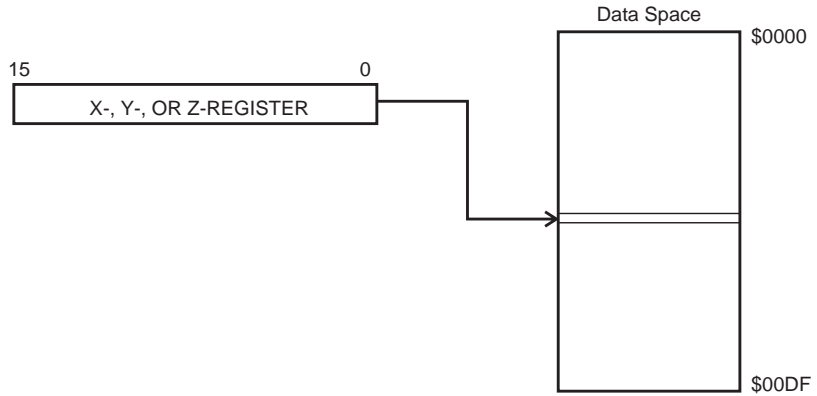 Data Space
$0000
15 0
X-, Y-, OR Z-REGISTER
$00DF